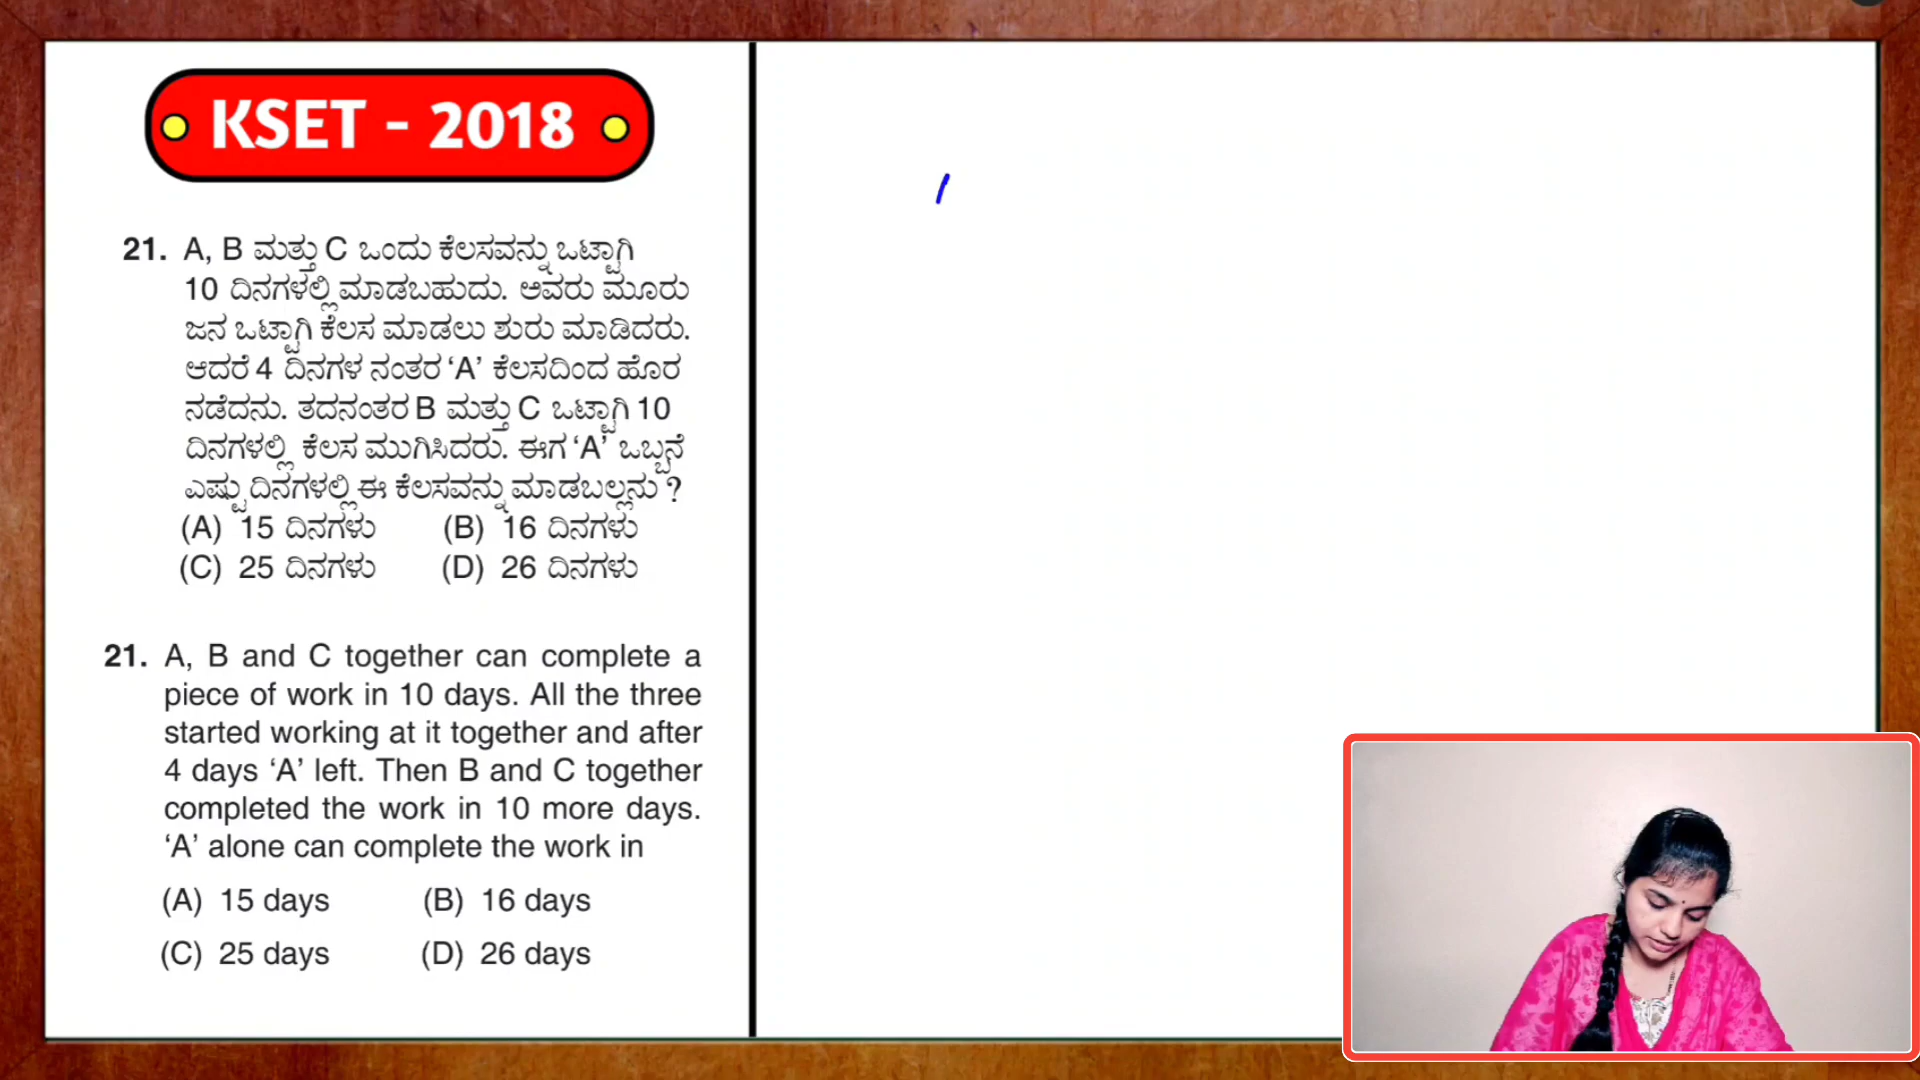 KSET - 2018
21. A, B ಮತ್ತು C ಒಂದು ಕೆಲಸವನ್ನು ಒಟ್ಟಾಗಿ
10 ದಿನಗಳಲ್ಲಿ ಮಾಡಬಹುದು. ಅವರು ಮೂರು
ಜನ ಒಟ್ಟಾಗಿ ಕೆಲಸ ಮಾಡಲು ಶುರು ಮಾಡಿದರು.
ಆದರೆ 4 ದಿನಗಳ ನಂತರ ‘A’ ಕೆಲಸದಿಂದ ಹೊರ
ನಡೆದನು. ತದನಂತರ B ಮತ್ತು C ಒಟ್ಟಾಗಿ 10
ದಿನಗಳಲ್ಲಿ ಕೆಲಸ ಮುಗಿಸಿದರು. ಈಗ ‘A’ ಒಬ್ಬನೆ
ಎಷ್ಟು ದಿನಗಳಲ್ಲಿ ಈ ಕೆಲಸವನ್ನು ಮಾಡಬಲ್ಲನು ?
(A) 15 ದಿನಗಳು (B) 16 ದಿನಗಳು
(C) 25 ದಿನಗಳು (D) 26 ದಿನಗಳು
21. A, B and C together can complete a
piece of work in 10 days. All the three
started working at it together and after
4 days ‘A’ left. Then B and C together
completed the work in 10 more days.
‘A’ alone can complete the work in
(A) 15 days (B) 16 days
(C) 25 days (D) 26 days